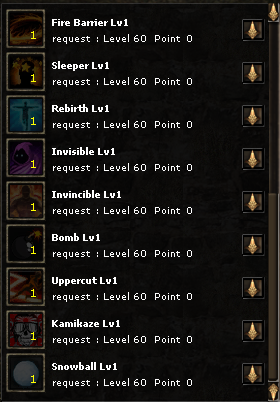 Fire Barrier Lv1
1
request : Level 60 Point 0
Sleeper Lv1
1
request : Level 60 Point 0
Rebirth Lv1
1
request : Level 60 Point 0
Invisible Lv1
1
request : Level 60 Point 0
Invincible Lv1
1
request : Level 60 Point 0
Bomb Lv1
1
request : Level 60 Point 0
Uppercut Lv1
1
request : Level 60 Point 0
Kamikaze Lv1
1
request : Level 60 Point 0
Snowball Lv1
1
request : Level 60 Point 0